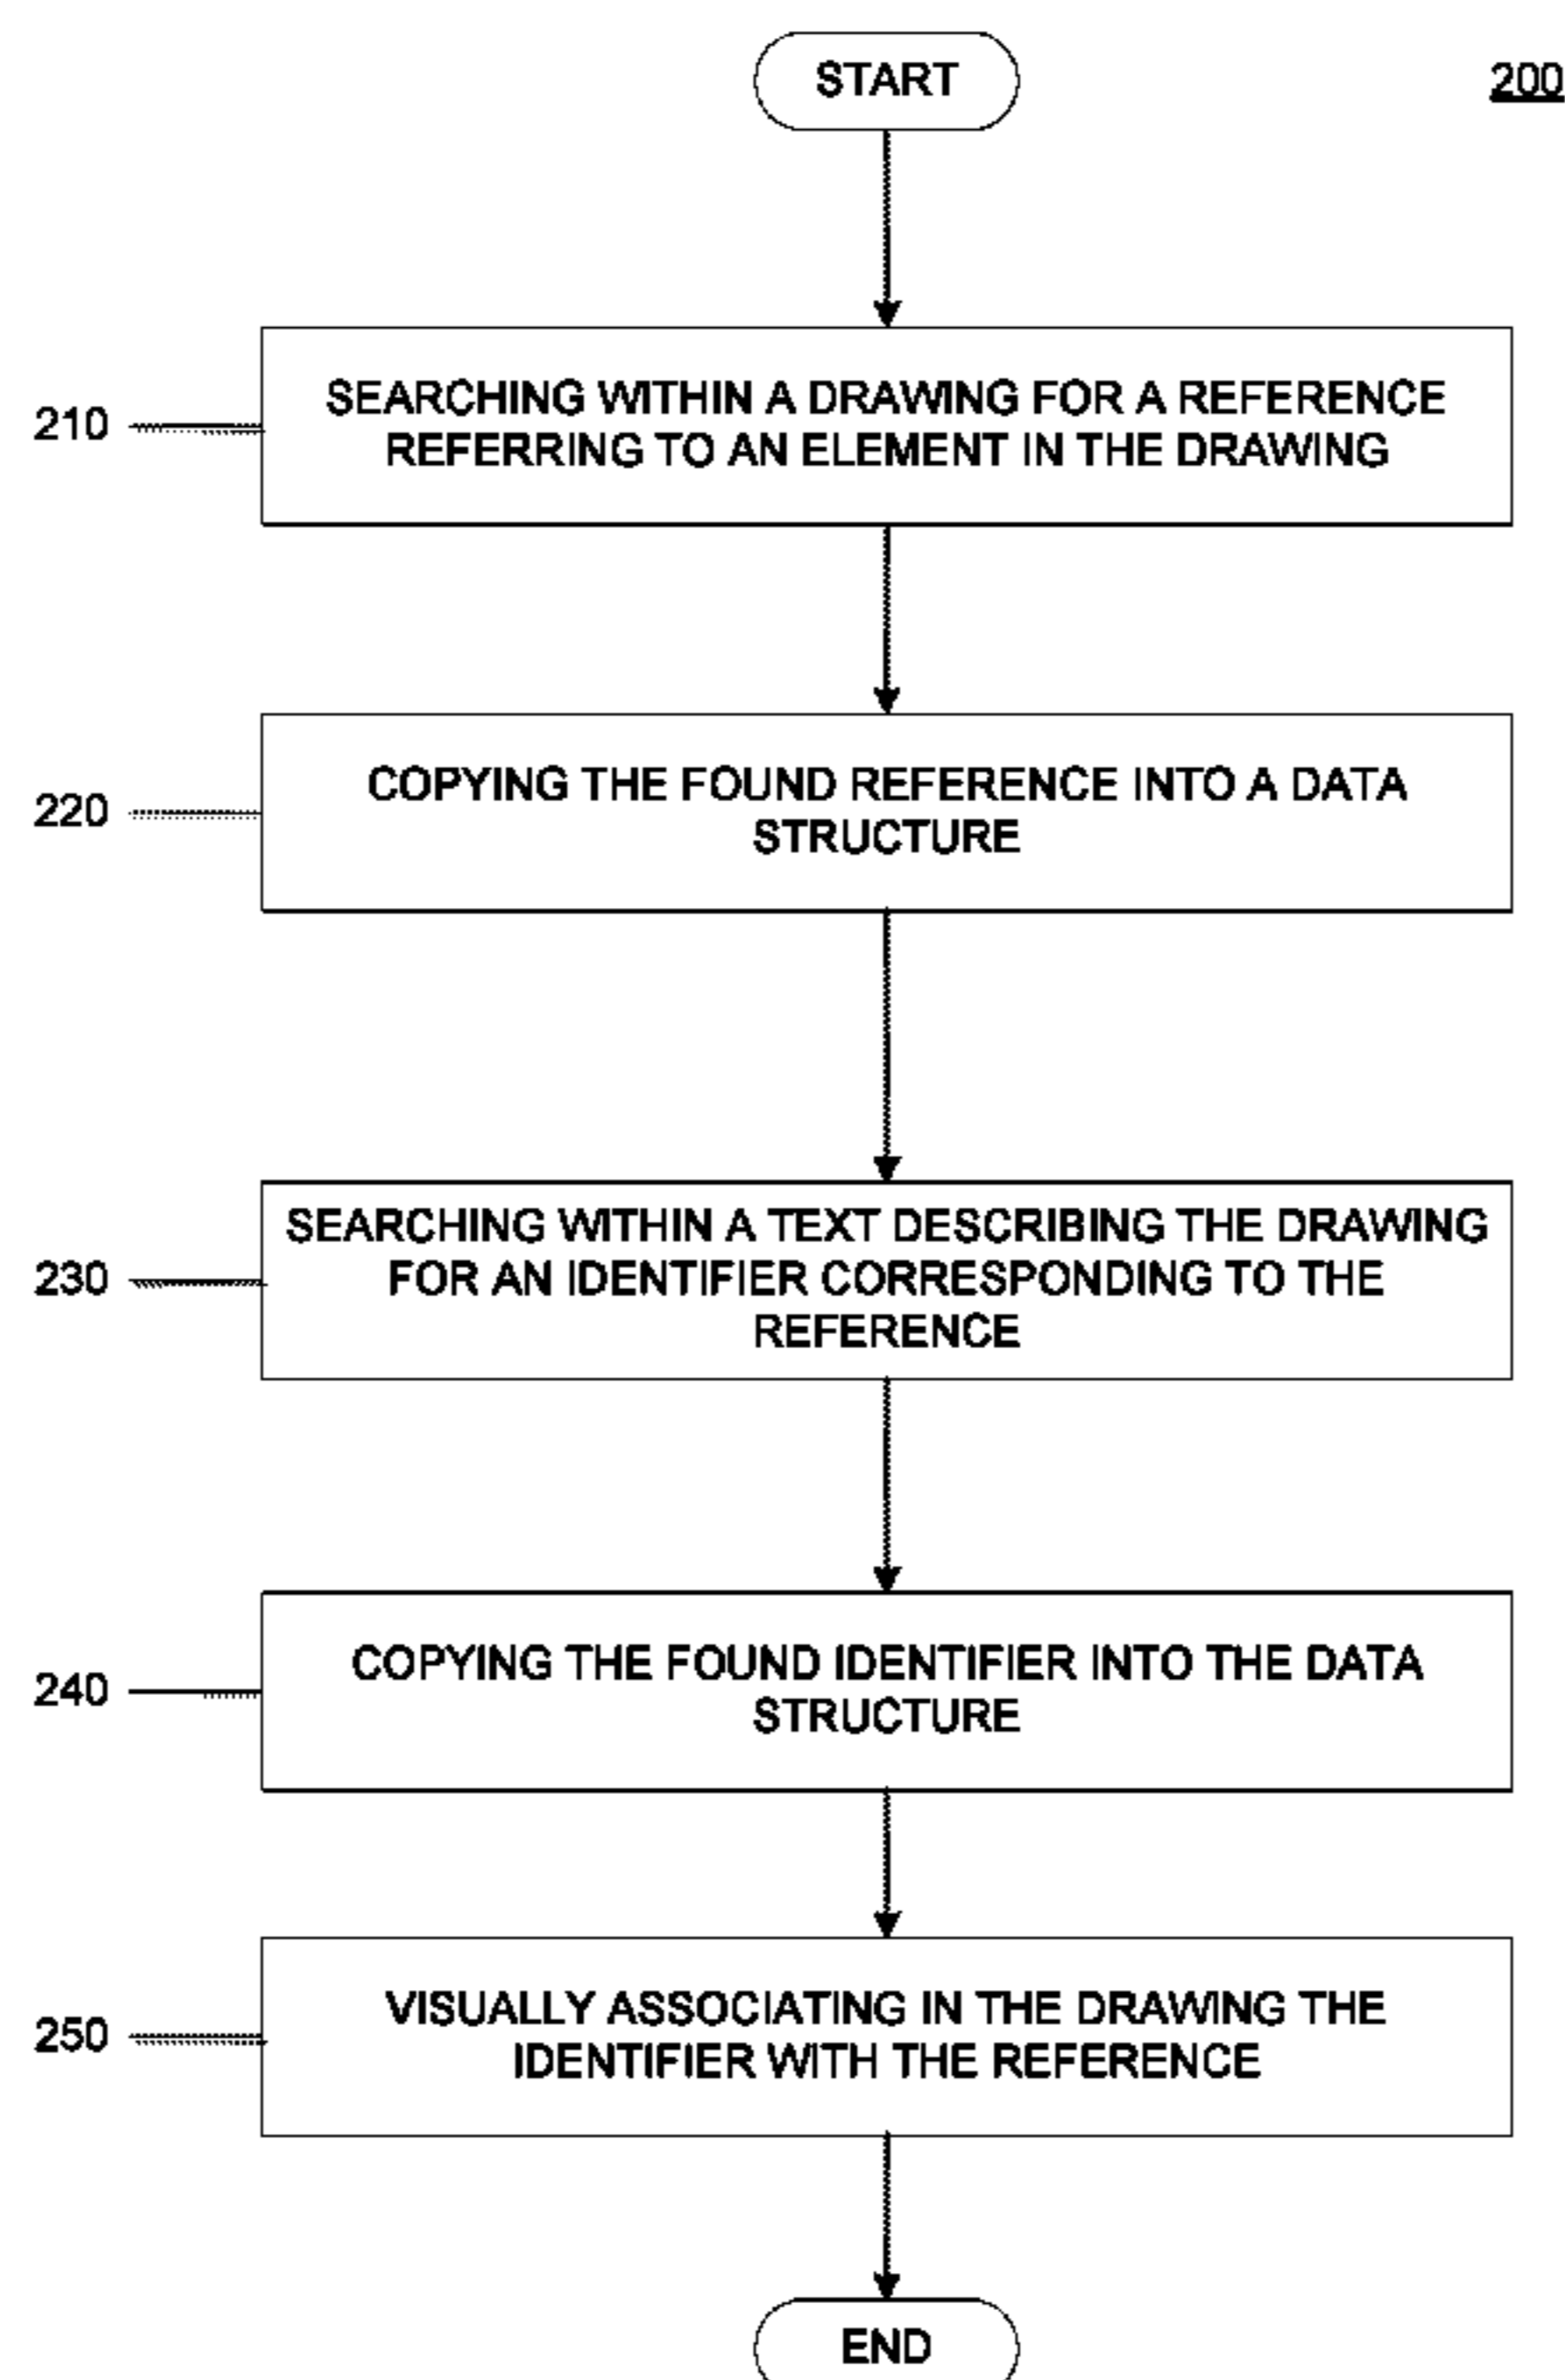 START
200
210
SEARCHING WITHIN A DRAWING FOR A REFERENCE
REFERRING TO AN ELEMENT IN THE DRAWING
220
COPYING THE FOUND REFERENCE INTO A DATA
STRUCTURE
230
SEARCHING WITHIN A TEXT DESCRIBING THE DRAWING
FOR AN IDENTIFIER CORRESPONDING TO THE
REFERENCE
240
COPYING THE FOUND IDENTIFIER INTO THE DATA
STRUCTURE
250
VISUALLY ASSOCIATING IN THE DRAWING THE
IDENTIFIER WITH THE REFERENCE
END